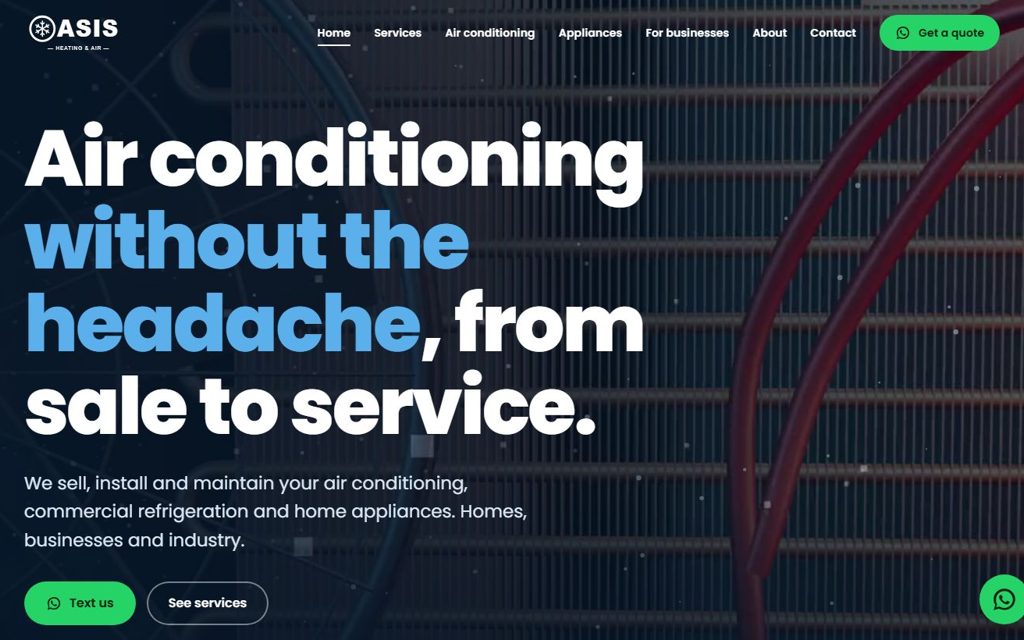 OASIS
— HEATING & AIR —
Home
Services
Air conditioning
Appliances
For businesses
About
Contact
Get a quote
Air conditioning
without the
headache, from
sale to service.
We sell, install and maintain your air conditioning,
commercial refrigeration and home appliances. Homes,
businesses and industry.
Text us
See services